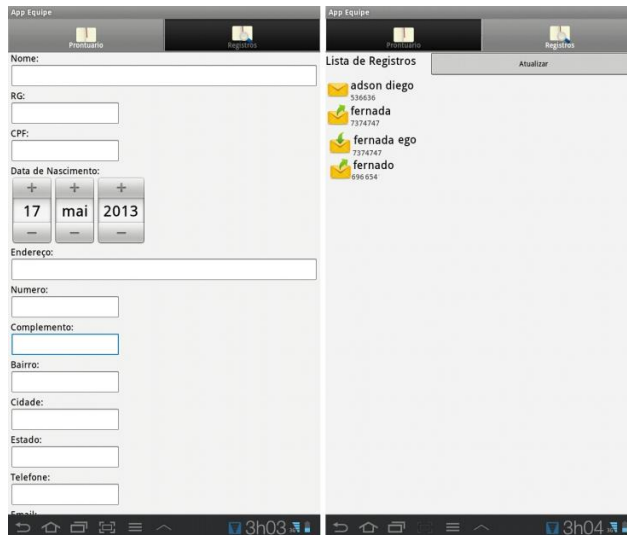 App Equipe
Prontuario
Registros
Nome:
RG:
CPF:
Data de Nascimento:
17 mai 2013
Endereço:
Numero:
Complemento:
Bairro:
Cidade:
Estado:
Telefone:
Email:
3h03
App Equipe
Prontuario
Registros
Lista de Registros
Atualizar
adson diego
536636
fernada
7374747
fernada ego
7374747
fernado
696654
3h04